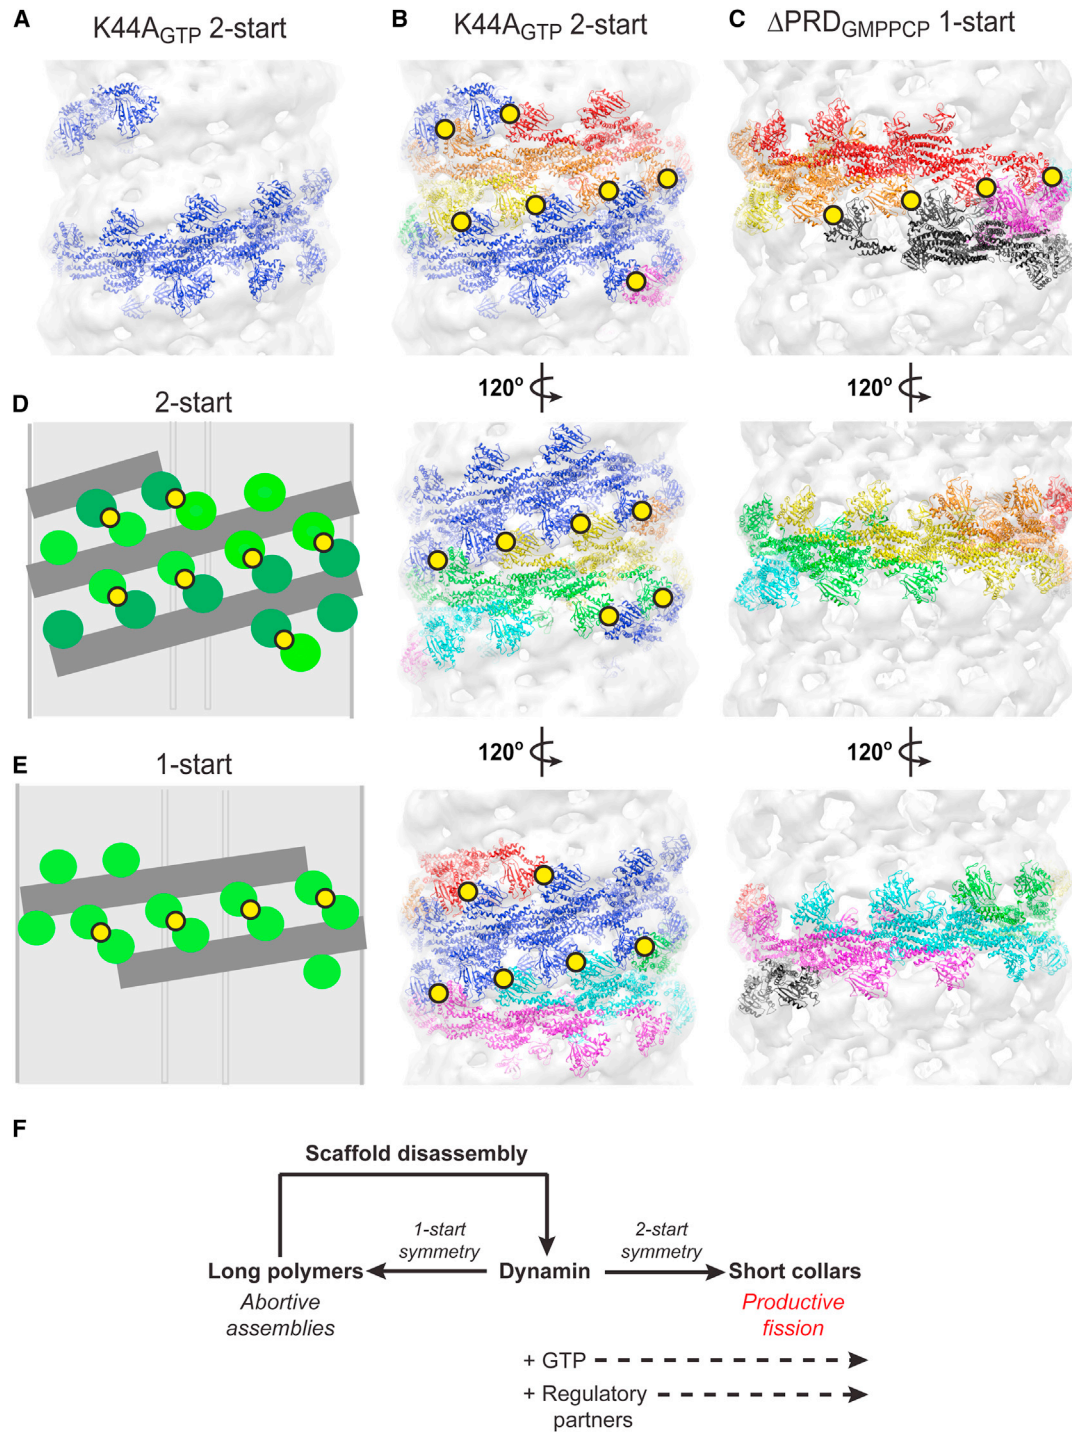 A
K44AGTP 2-start
B
K44AGTP 2-start
C
ΔPRDGMPPCP 1-start
120°
120°
D
2-start
120°
120°
E
1-start
F
Scaffold disassembly
1-start
symmetry
2-start
symmetry
Long polymers
Dynamin
Short collars
Abortive
assemblies
Productive
fission
+ GTP
+ Regulatory
partners